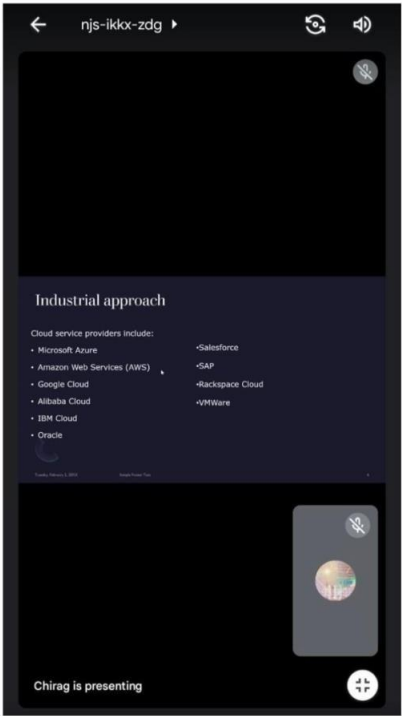 njs-ikkx-zdg
Industrial approach
Cloud service providers include:
• Microsoft Azure
• Amazon Web Services (AWS)
• Google Cloud
• Alibaba Cloud
• IBM Cloud
• Oracle
•Salesforce
•SAP
•Rackspace Cloud
•VMWare
Chirag is presenting